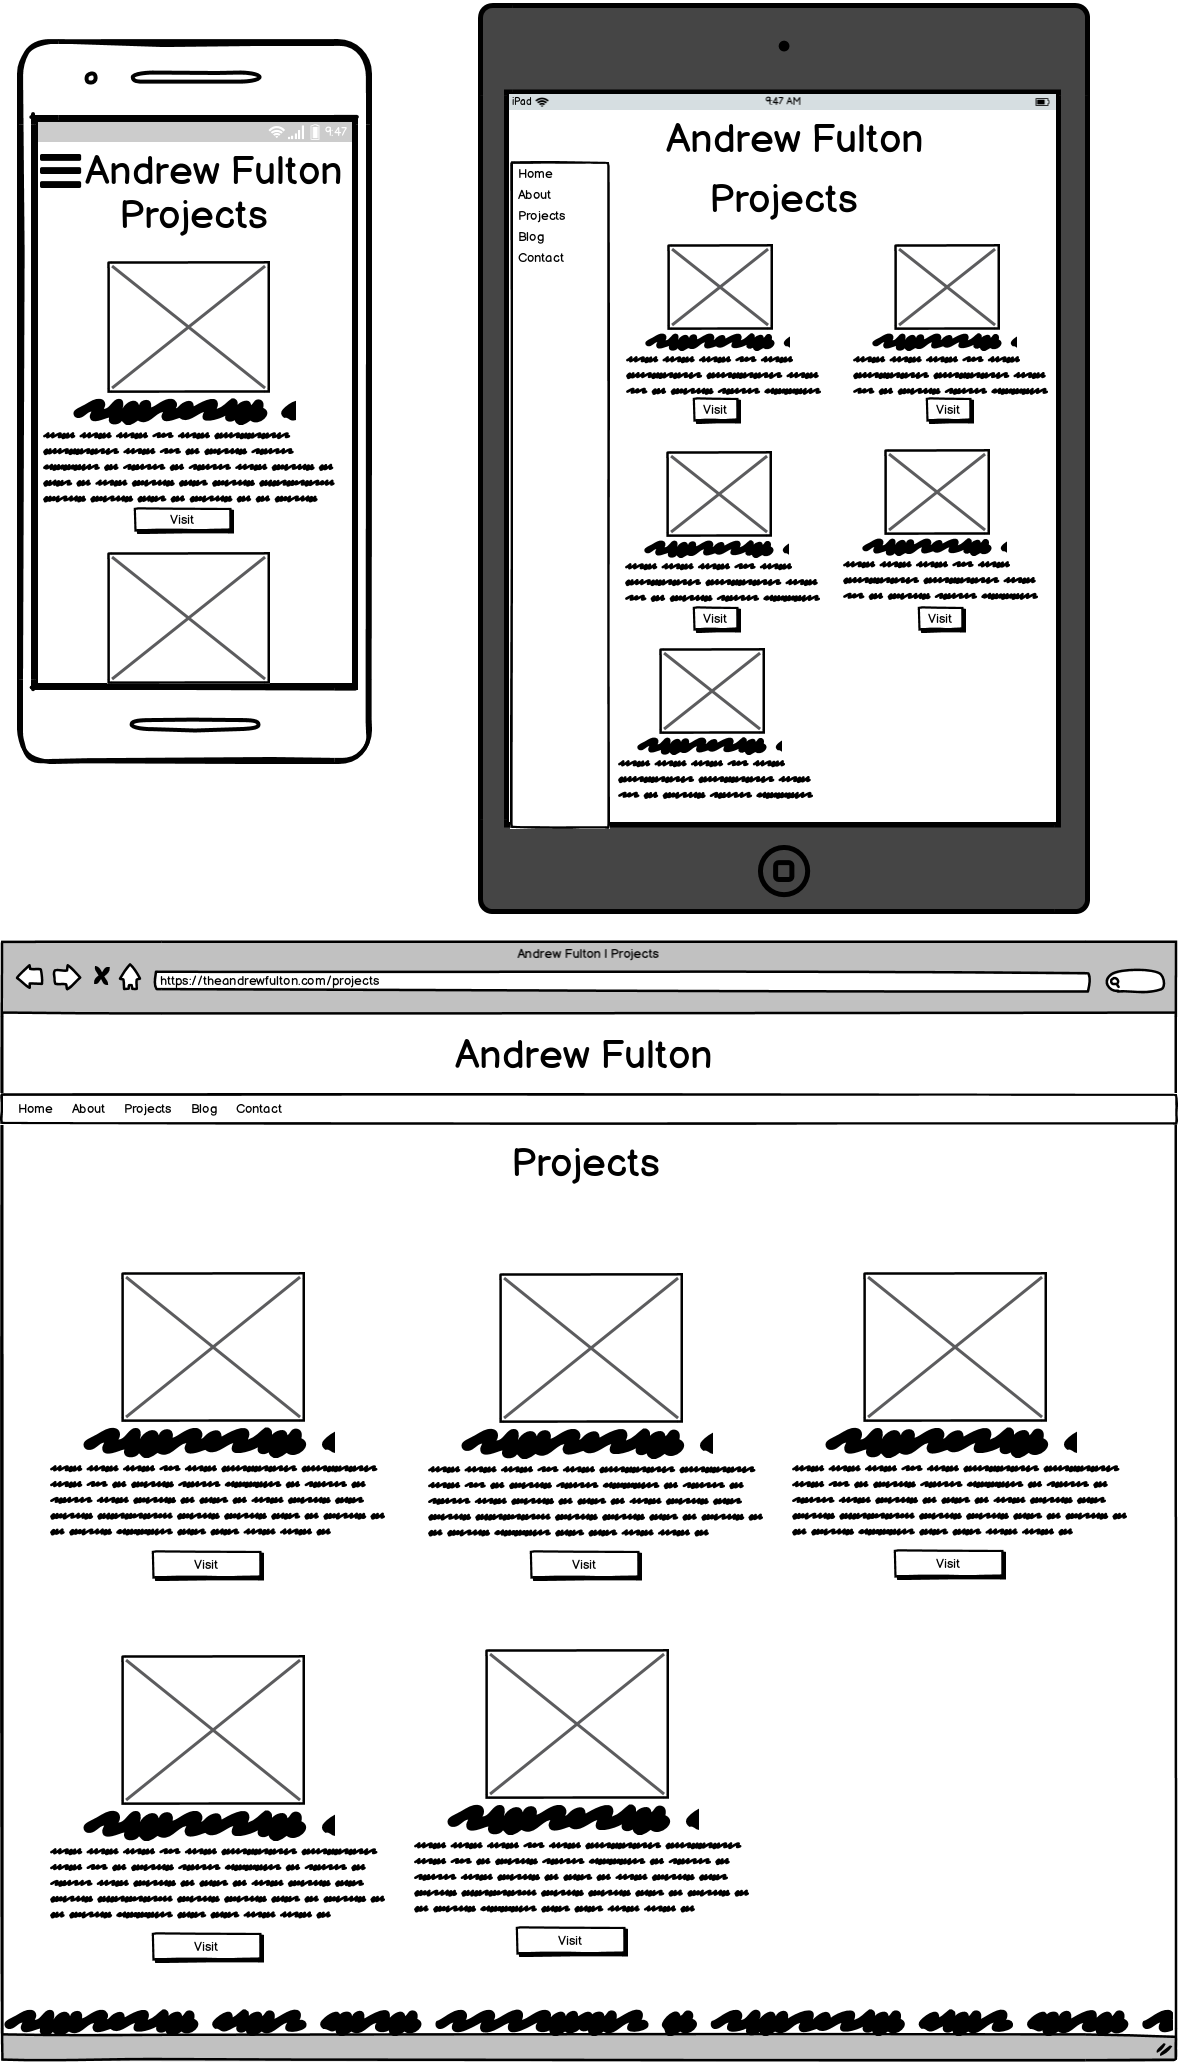 9:47
Andrew Fulton
Projects
Visit
iPad
9:47 AM
Andrew Fulton
Home
About
Projects
Blog
Contact
Projects
Visit
Visit
Visit
Visit
Andrew Fulton | Projects
https://theandrewfulton.com/projects
Andrew Fulton
Home About Projects Blog Contact
Projects
Visit
Visit
Visit
Visit
Visit